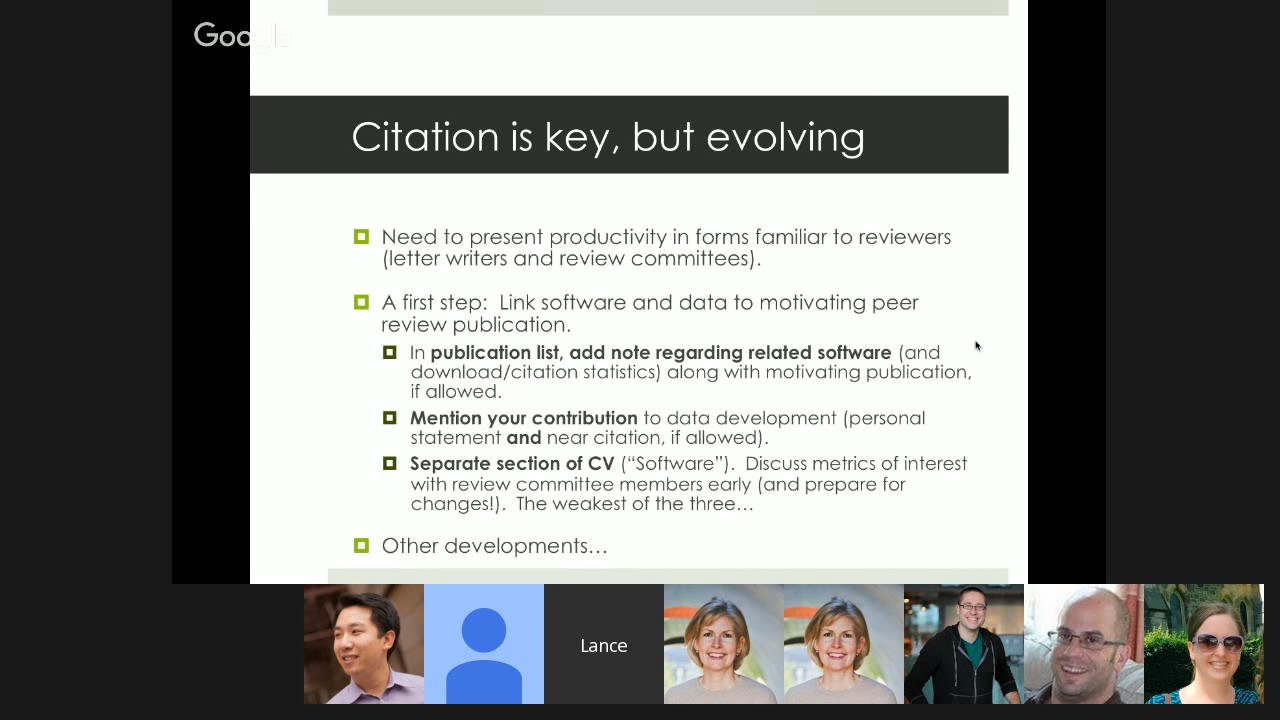 Google
Citation is key, but evolving
Need to present productivity in forms familiar to reviewers
(letter writers and review committees).
A first step:  Link software and data to motivating peer
review publication.
In publication list, add note regarding related software (and
download/citation statistics) along with motivating publication,
if allowed.
Mention your contribution to data development (personal
statement and near citation, if allowed).
Separate section of CV (“Software”).  Discuss metrics of interest
with review committee members early (and prepare for
changes!).  The weakest of the three…
Other developments…
Lance